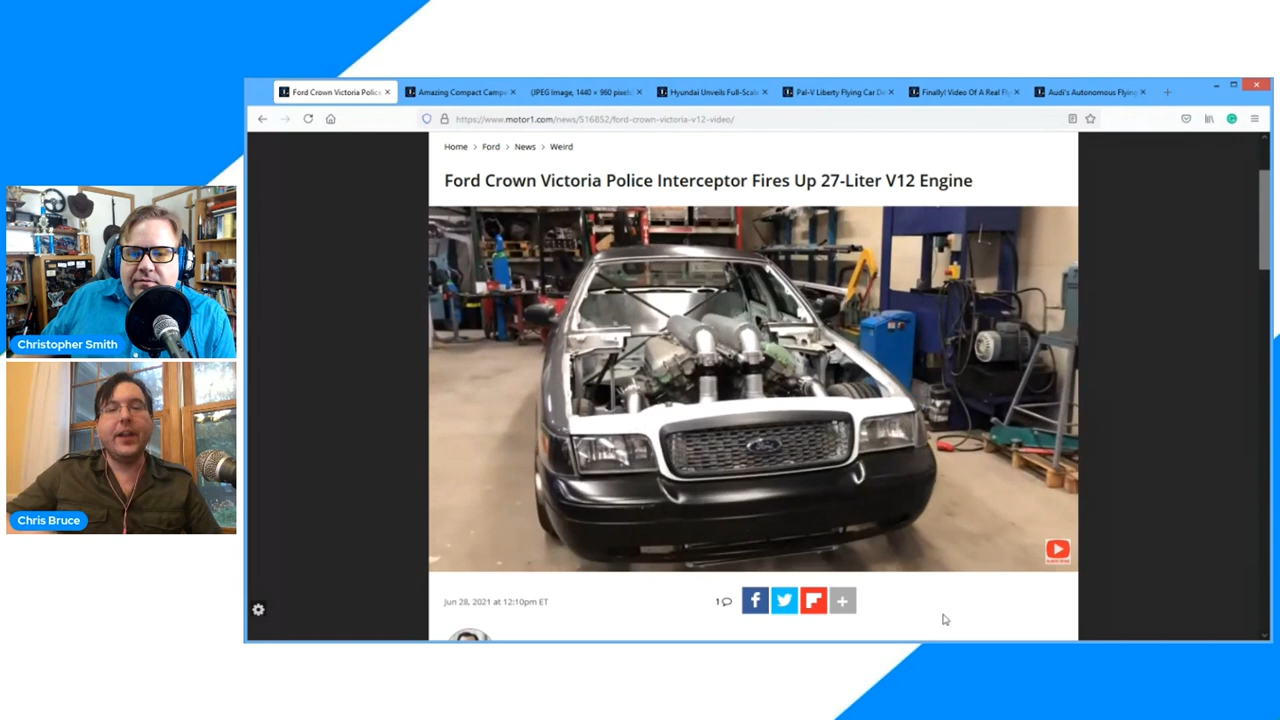 Ford Crown Victoria Police
Amazing Compact Campe
(JPEG Image, 1440 × 960 pixels)
Hyundai Unveils Full-Scale
Pal-V Liberty Flying Car De
Finally! Video Of A Real Fly
Audi's Autonomous Flying
https://www.motor1.com/news/516852/ford-crown-victoria-v12-video/
Home > Ford > News > Weird
Ford Crown Victoria Police Interceptor Fires Up 27-Liter V12 Engine
Christopher Smith
Chris Bruce
Ford
Jun 28, 2021 at 12:10pm ET
1